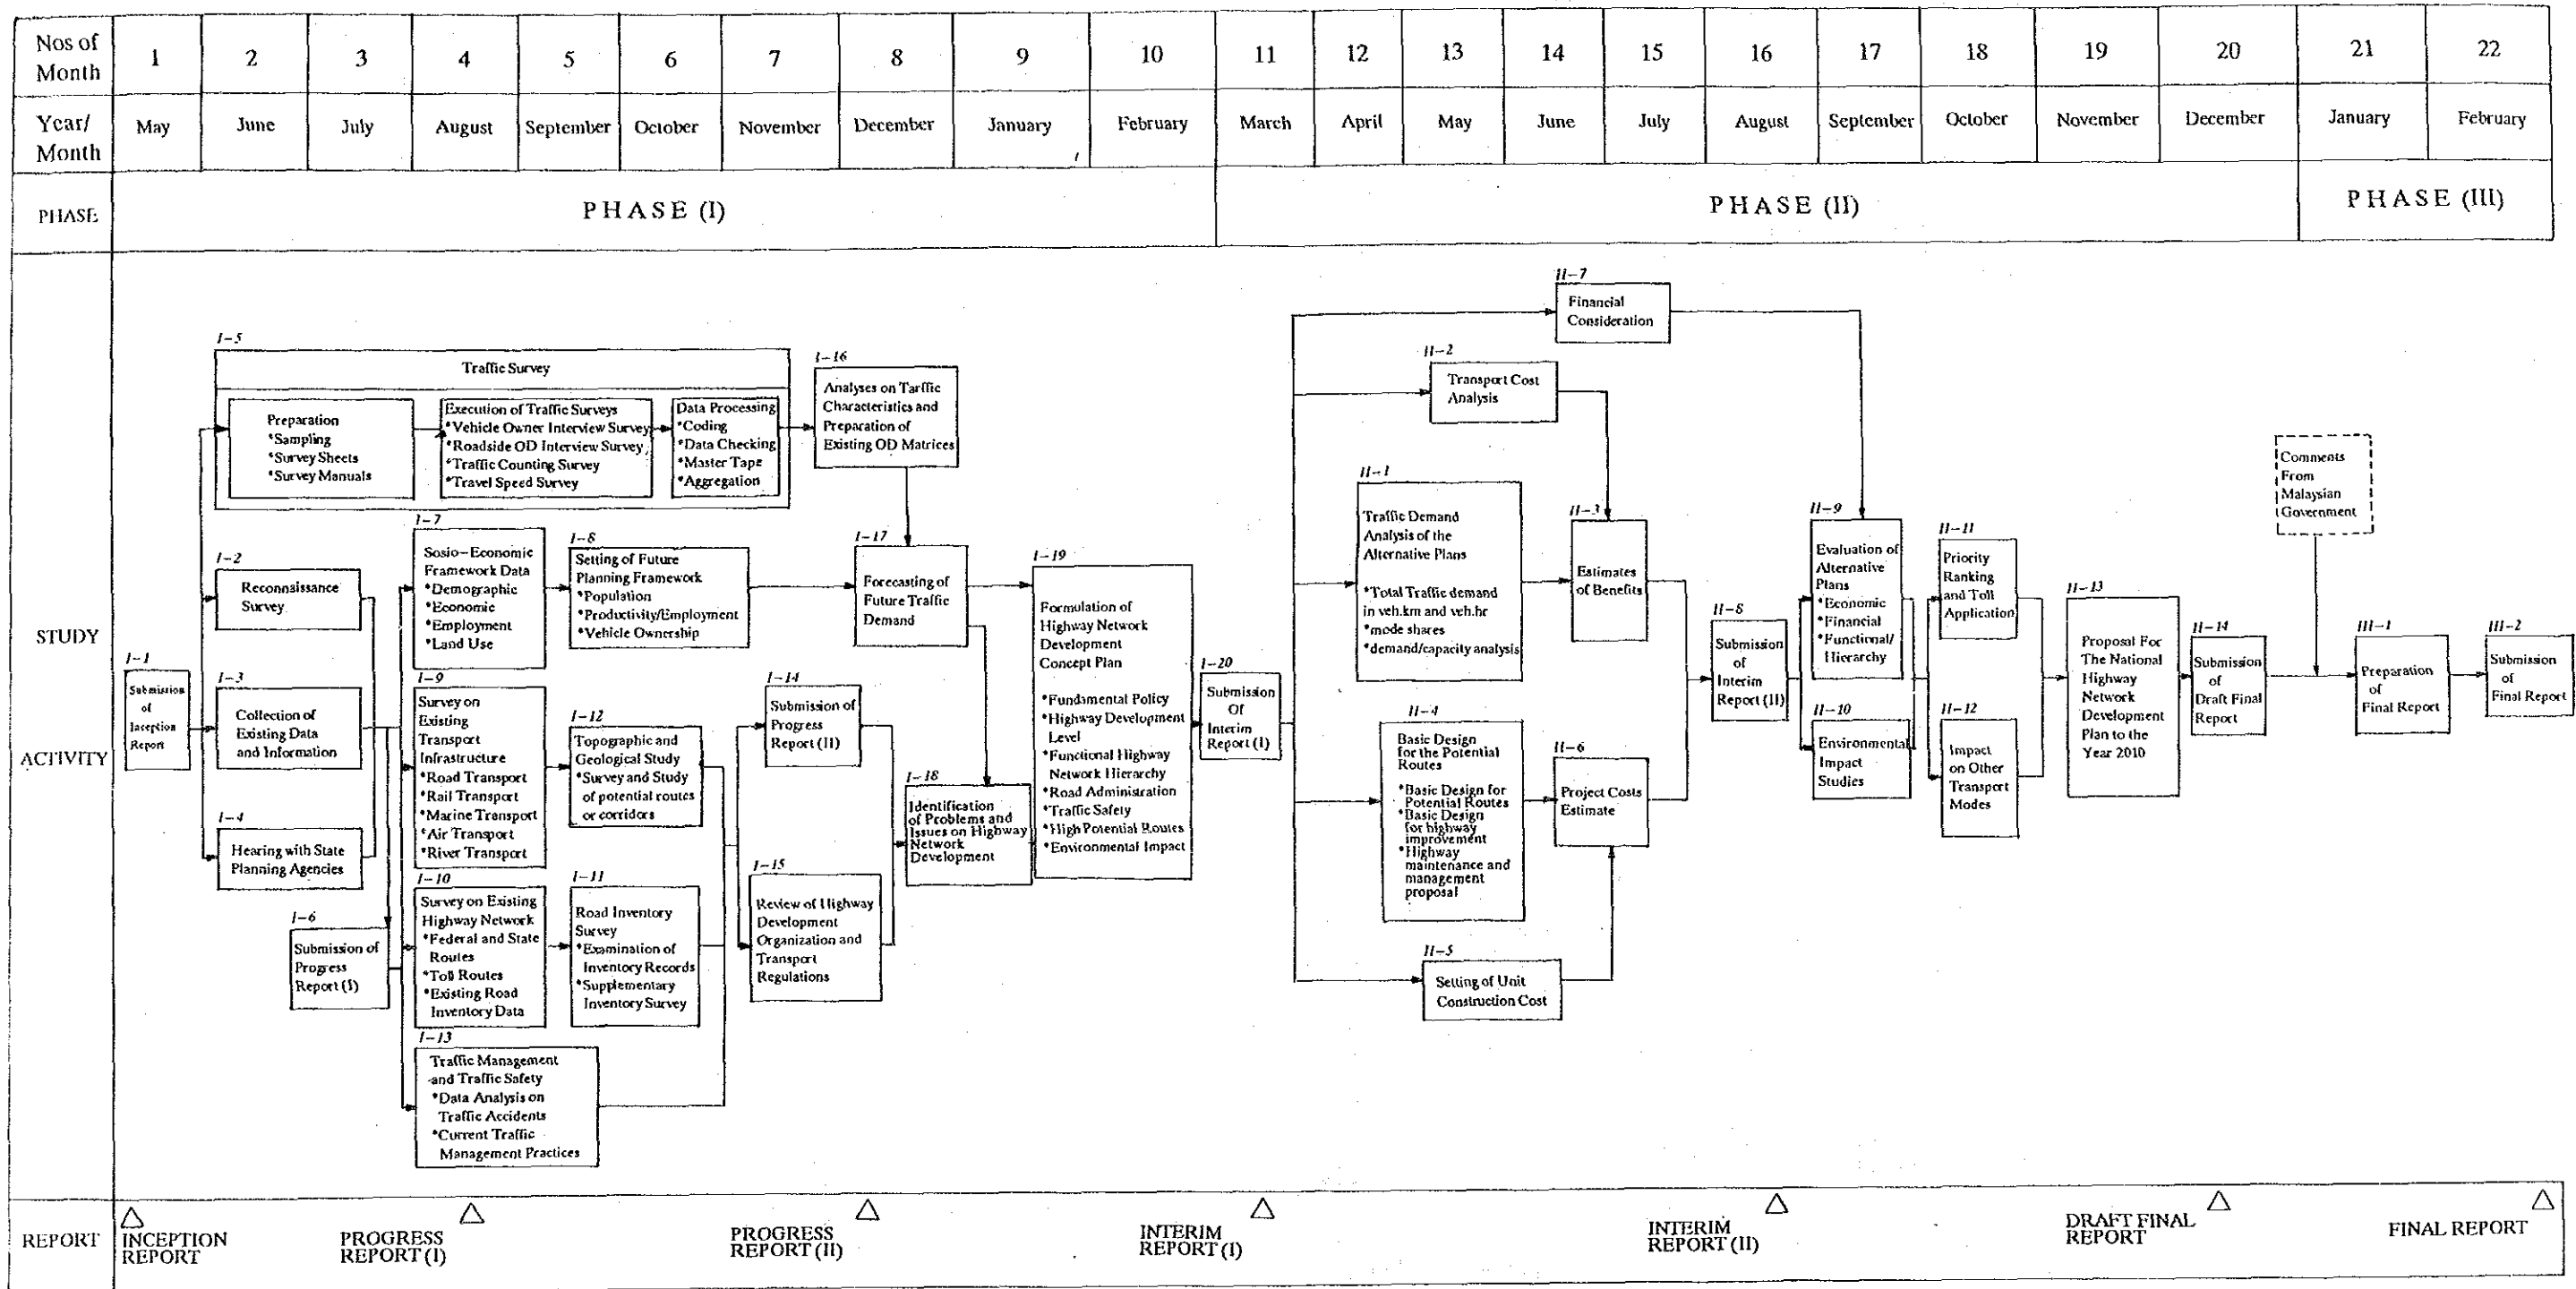 Nos of
Month
1 2 3 4 5 6 7 8 9 10 11 12 13 14 15 16 17 18 19 20 21 22
Year/
Month
May June July August September October November December January February March April May June July August September October November December January February
PHASE
PHASE (I)
PHASE (II)
PHASE (III)
STUDY
ACTIVITY
I-1
Submission
of
Inception
Report
I-5
Traffic Survey
Preparation
*Sampling
*Survey Sheets
*Survey Manuals
Execution of Traffic Surveys
*Vehicle Owner Interview Survey
*Roadside OD Interview Survey
*Traffic Counting Survey
*Travel Speed Survey
Data Processing
*Coding
*Data Checking
*Master Tape
*Aggregation
I-16
Analyses on Tarffic
Characteristics and
Preparation of
Existing OD Matrices
I-2
Reconnaissance
Survey
I-3
Collection of
Existing Data
and Information
I-4
Hearing with State
Planning Agencies
I-6
Submission of
Progress
Report (I)
I-7
Sosio-Economic
Framework Data
*Demographic
*Economic
*Employment
*Land Use
I-8
Setting of Future
Planning Framework
*Population
*Productivity/Employment
*Vehicle Ownership
I-9
Survey on
Existing
Transport
Infrastructure
*Road Transport
*Rail Transport
*Marine Transport
*Air Transport
*River Transport
I-12
Topographic and
Geological Study
*Survey and Study
of potential routes
or corridors
I-10
Survey on Existing
Highway Network
*Federal and State
Routes
*Toll Routes
*Existing Road
Inventory Data
I-11
Road Inventory
Survey
*Examination of
Inventory Records
*Supplementary
Inventory Survey
I-13
Traffic Management
and Traffic Safety
*Data Analysis on
Traffic Accidents
*Current Traffic
Management Practices
I-14
Submission of
Progress
Report (II)
I-15
Review of Highway
Development
Organization and
Transport
Regulations
I-17
Forecasting of
Future Traffic
Demand
I-18
Identification
of Problems and
Issues on Highway
Network
Development
I-19
Formulation of
Highway Network
Development
Concept Plan
*Fundamental Policy
*Highway Development
Level
*Functional Highway
Network Hierarchy
*Road Administration
*Traffic Safety
*High Potential Routes
*Environmental Impact
I-20
Submission
Of
Interim
Report (I)
II-7
Financial
Consideration
II-2
Transport Cost
Analysis
II-1
Traffic Demand
Analysis of the
Alternative Plans
*Total Traffic demand
in veh.km and veh.hr
*mode shares
*demand/capacity analysis
II-3
Estimates
of Benefits
II-4
Basic Design
for the Potential
Routes
*Basic Design for
Potential Routes
*Basic Design
for highway
improvement
*Highway
maintenance and
management
proposal
II-6
Project Costs
Estimate
II-5
Setting of Unit
Construction Cost
II-8
Submission
of
Interim
Report (II)
II-9
Evaluation of
Alternative
Plans
*Economic
*Financial
*Functional/
Hierarchy
II-10
Environmental
Impact
Studies
II-11
Priority
Ranking
and Toll
Application
II-12
Impact
on Other
Transport
Modes
II-13
Proposal For
The National
Highway
Network
Development
Plan to the
Year 2010
II-14
Submission
of
Draft Final
Report
Comments
From
Malaysian
Government
III-1
Preparation
of
Final Report
III-2
Submission
of
Final Report
REPORT
INCEPTION
REPORT
PROGRESS
REPORT (I)
PROGRESS
REPORT (II)
INTERIM
REPORT (I)
INTERIM
REPORT (II)
DRAFT FINAL
REPORT
FINAL REPORT